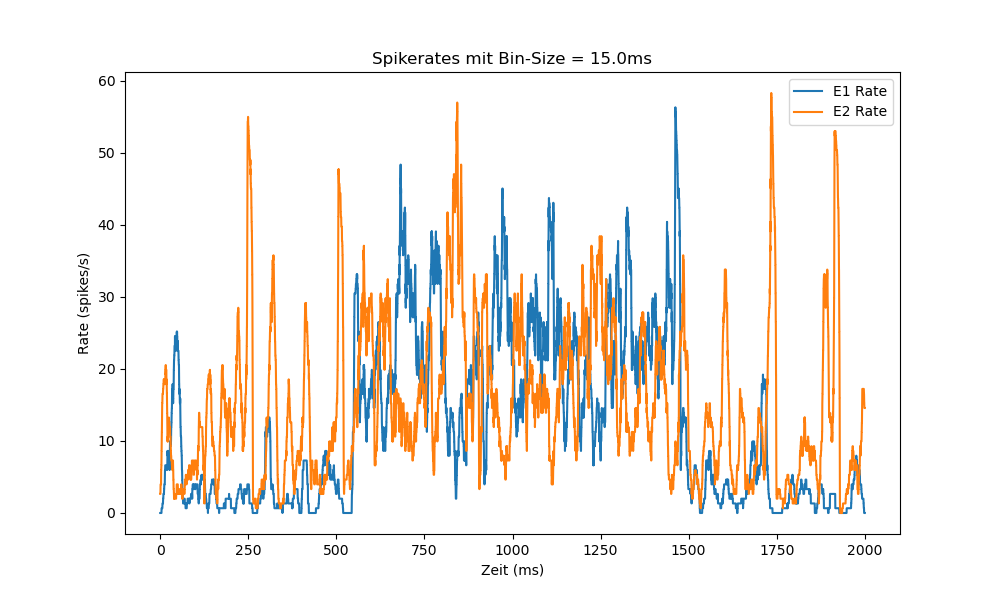 Spikerates mit Bin-Size = 15.0ms
E1 Rate
E2 Rate
Rate (spikes/s)
60
50
40
30
20
10
0
0 250 500 750 1000 1250 1500 1750 2000
Zeit (ms)